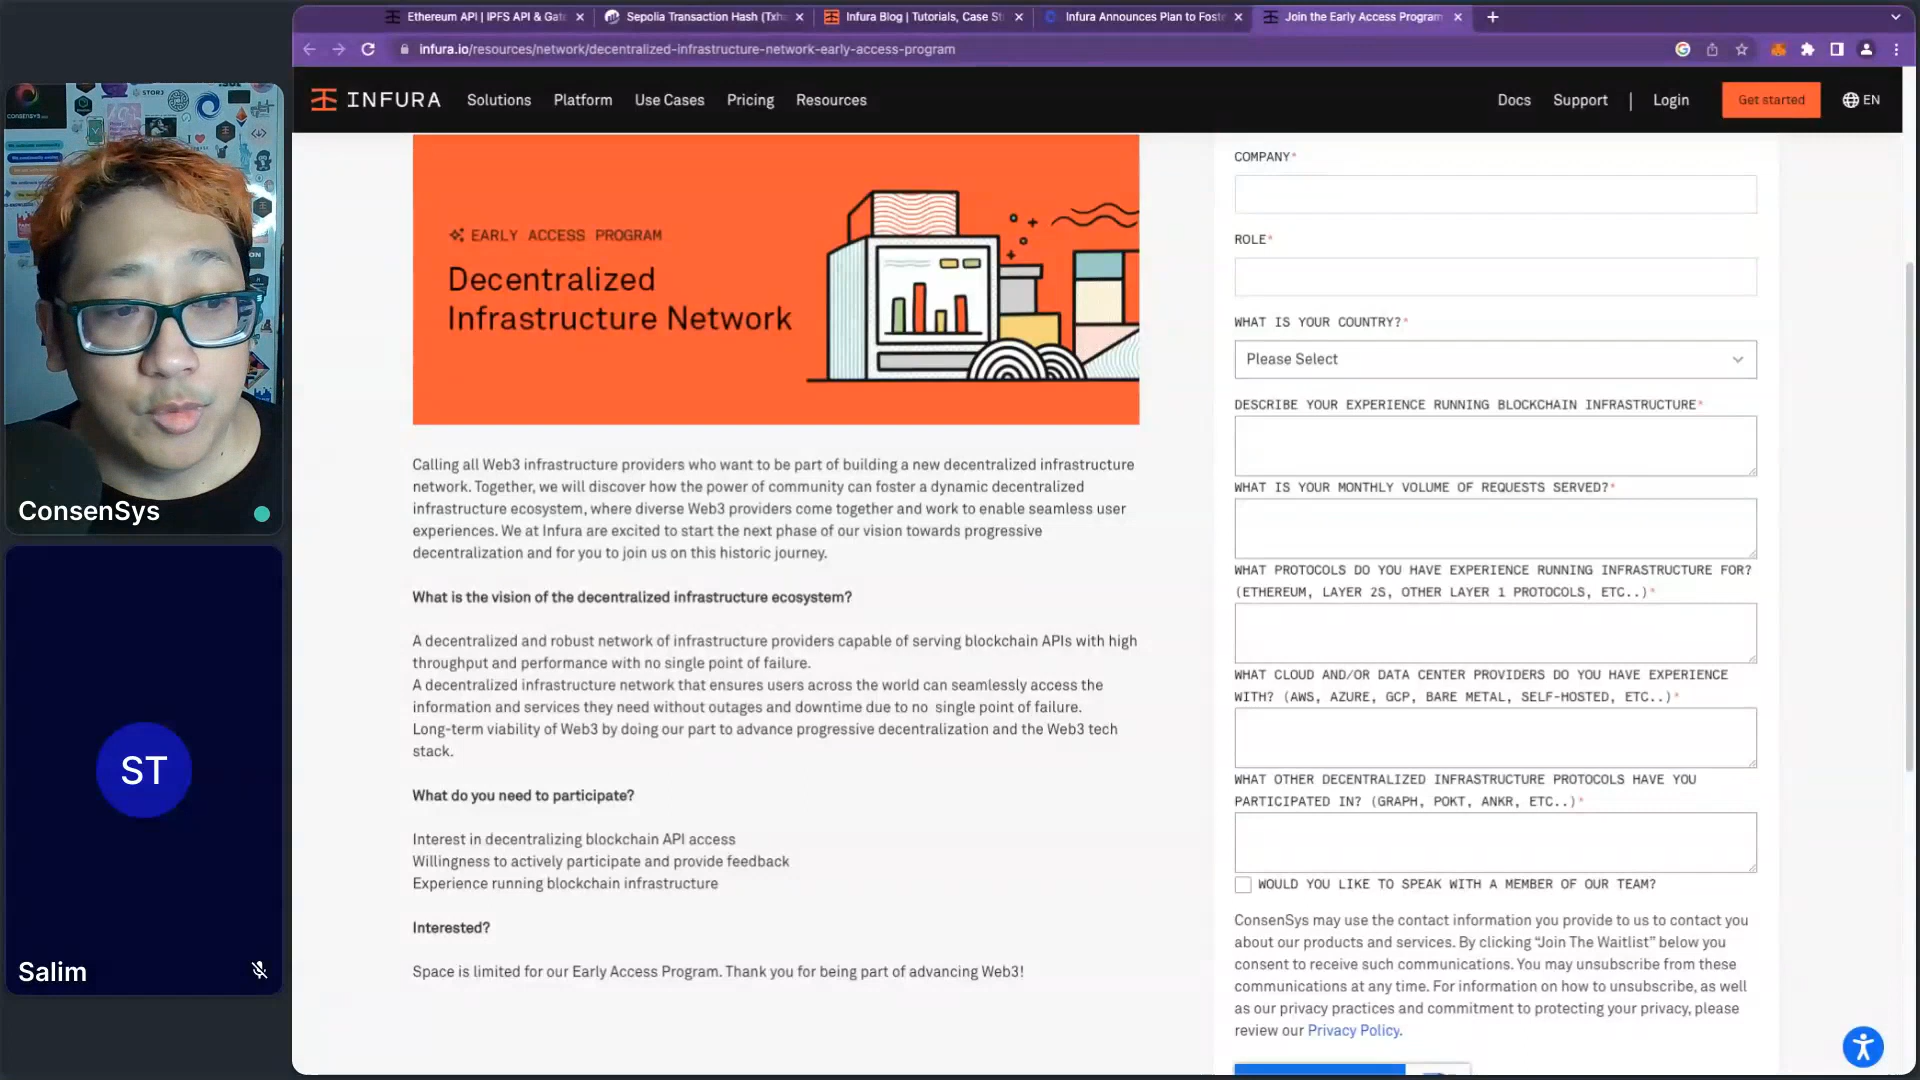 Ethereum API | IPFS API & Gat
Sepolia Transaction Hash (Txha
Infura Blog | Tutorials, Case St
Infura Announces Plan to Foste
Join the Early Access Program
infura.io/resources/network/decentralized-infrastructure-network-early-access-program
INFURA
Solutions
Platform
Use Cases
Pricing
Resources
Docs
Support
Login
Get started
EN
ConsenSys
ST
Salim
EARLY ACCESS PROGRAM
Decentralized
Infrastructure Network
Calling all Web3 infrastructure providers who want to be part of building a new decentralized infrastructure
network. Together, we will discover how the power of community can foster a dynamic decentralized
infrastructure ecosystem, where diverse Web3 providers come together and work to enable seamless user
experiences. We at Infura are excited to start the next phase of our vision towards progressive
decentralization and for you to join us on this historic journey.
What is the vision of the decentralized infrastructure ecosystem?
A decentralized and robust network of infrastructure providers capable of serving blockchain APIs with high
throughput and performance with no single point of failure.
A decentralized infrastructure network that ensures users across the world can seamlessly access the
information and services they need without outages and downtime due to no single point of failure.
Long-term viability of Web3 by doing our part to advance progressive decentralization and the Web3 tech
stack.
What do you need to participate?
Interest in decentralizing blockchain API access
Willingness to actively participate and provide feedback
Experience running blockchain infrastructure
Interested?
Space is limited for our Early Access Program. Thank you for being part of advancing Web3!
COMPANY*
ROLE*
WHAT IS YOUR COUNTRY?*
Please Select
DESCRIBE YOUR EXPERIENCE RUNNING BLOCKCHAIN INFRASTRUCTURE*
WHAT IS YOUR MONTHLY VOLUME OF REQUESTS SERVED?*
WHAT PROTOCOLS DO YOU HAVE EXPERIENCE RUNNING INFRASTRUCTURE FOR?
(ETHEREUM, LAYER 2S, OTHER LAYER 1 PROTOCOLS, ETC..)*
WHAT CLOUD AND/OR DATA CENTER PROVIDERS DO YOU HAVE EXPERIENCE
WITH? (AWS, AZURE, GCP, BARE METAL, SELF-HOSTED, ETC..)*
WHAT OTHER DECENTRALIZED INFRASTRUCTURE PROTOCOLS HAVE YOU
PARTICIPATED IN? (GRAPH, POKT, ANKR, ETC..)*
WOULD YOU LIKE TO SPEAK WITH A MEMBER OF OUR TEAM?
ConsenSys may use the contact information you provide to us to contact you
about our products and services. By clicking “Join The Waitlist” below you
consent to receive such communications. You may unsubscribe from these
communications at any time. For information on how to unsubscribe, as well
as our privacy practices and commitment to protecting your privacy, please
review our Privacy Policy.